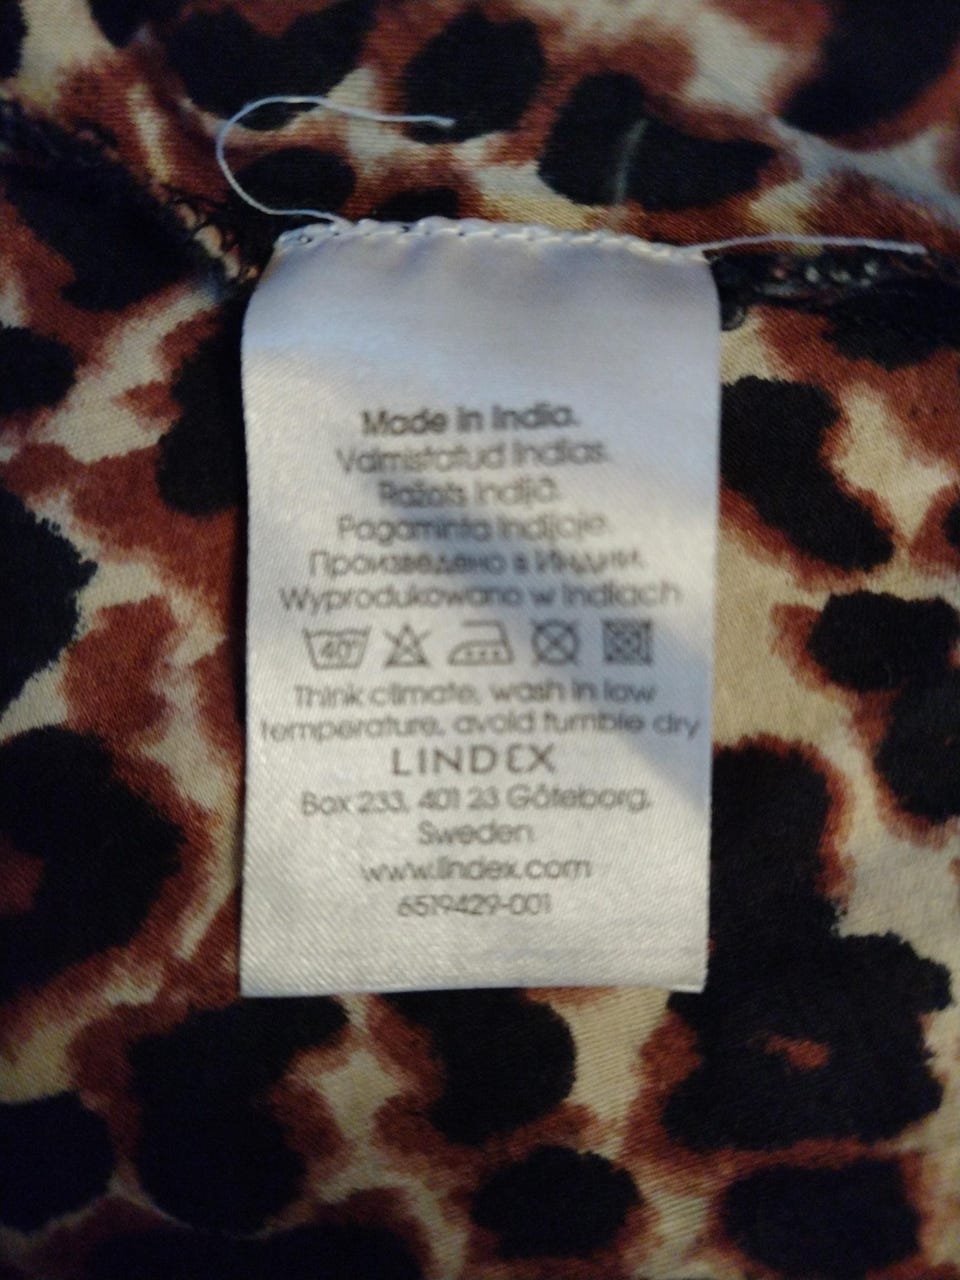 Made in India.
Valmistatud Indias.
Ražots Indijā.
Pagaminta Indijoje.
Произведено в Индии.
Wyprodukowano w Indiach
40°
Think climate, wash in low
temperature, avoid tumble dry
LINDEX
Box 233, 401 23 Göteborg,
Sweden
www.lindex.com
6519429-001